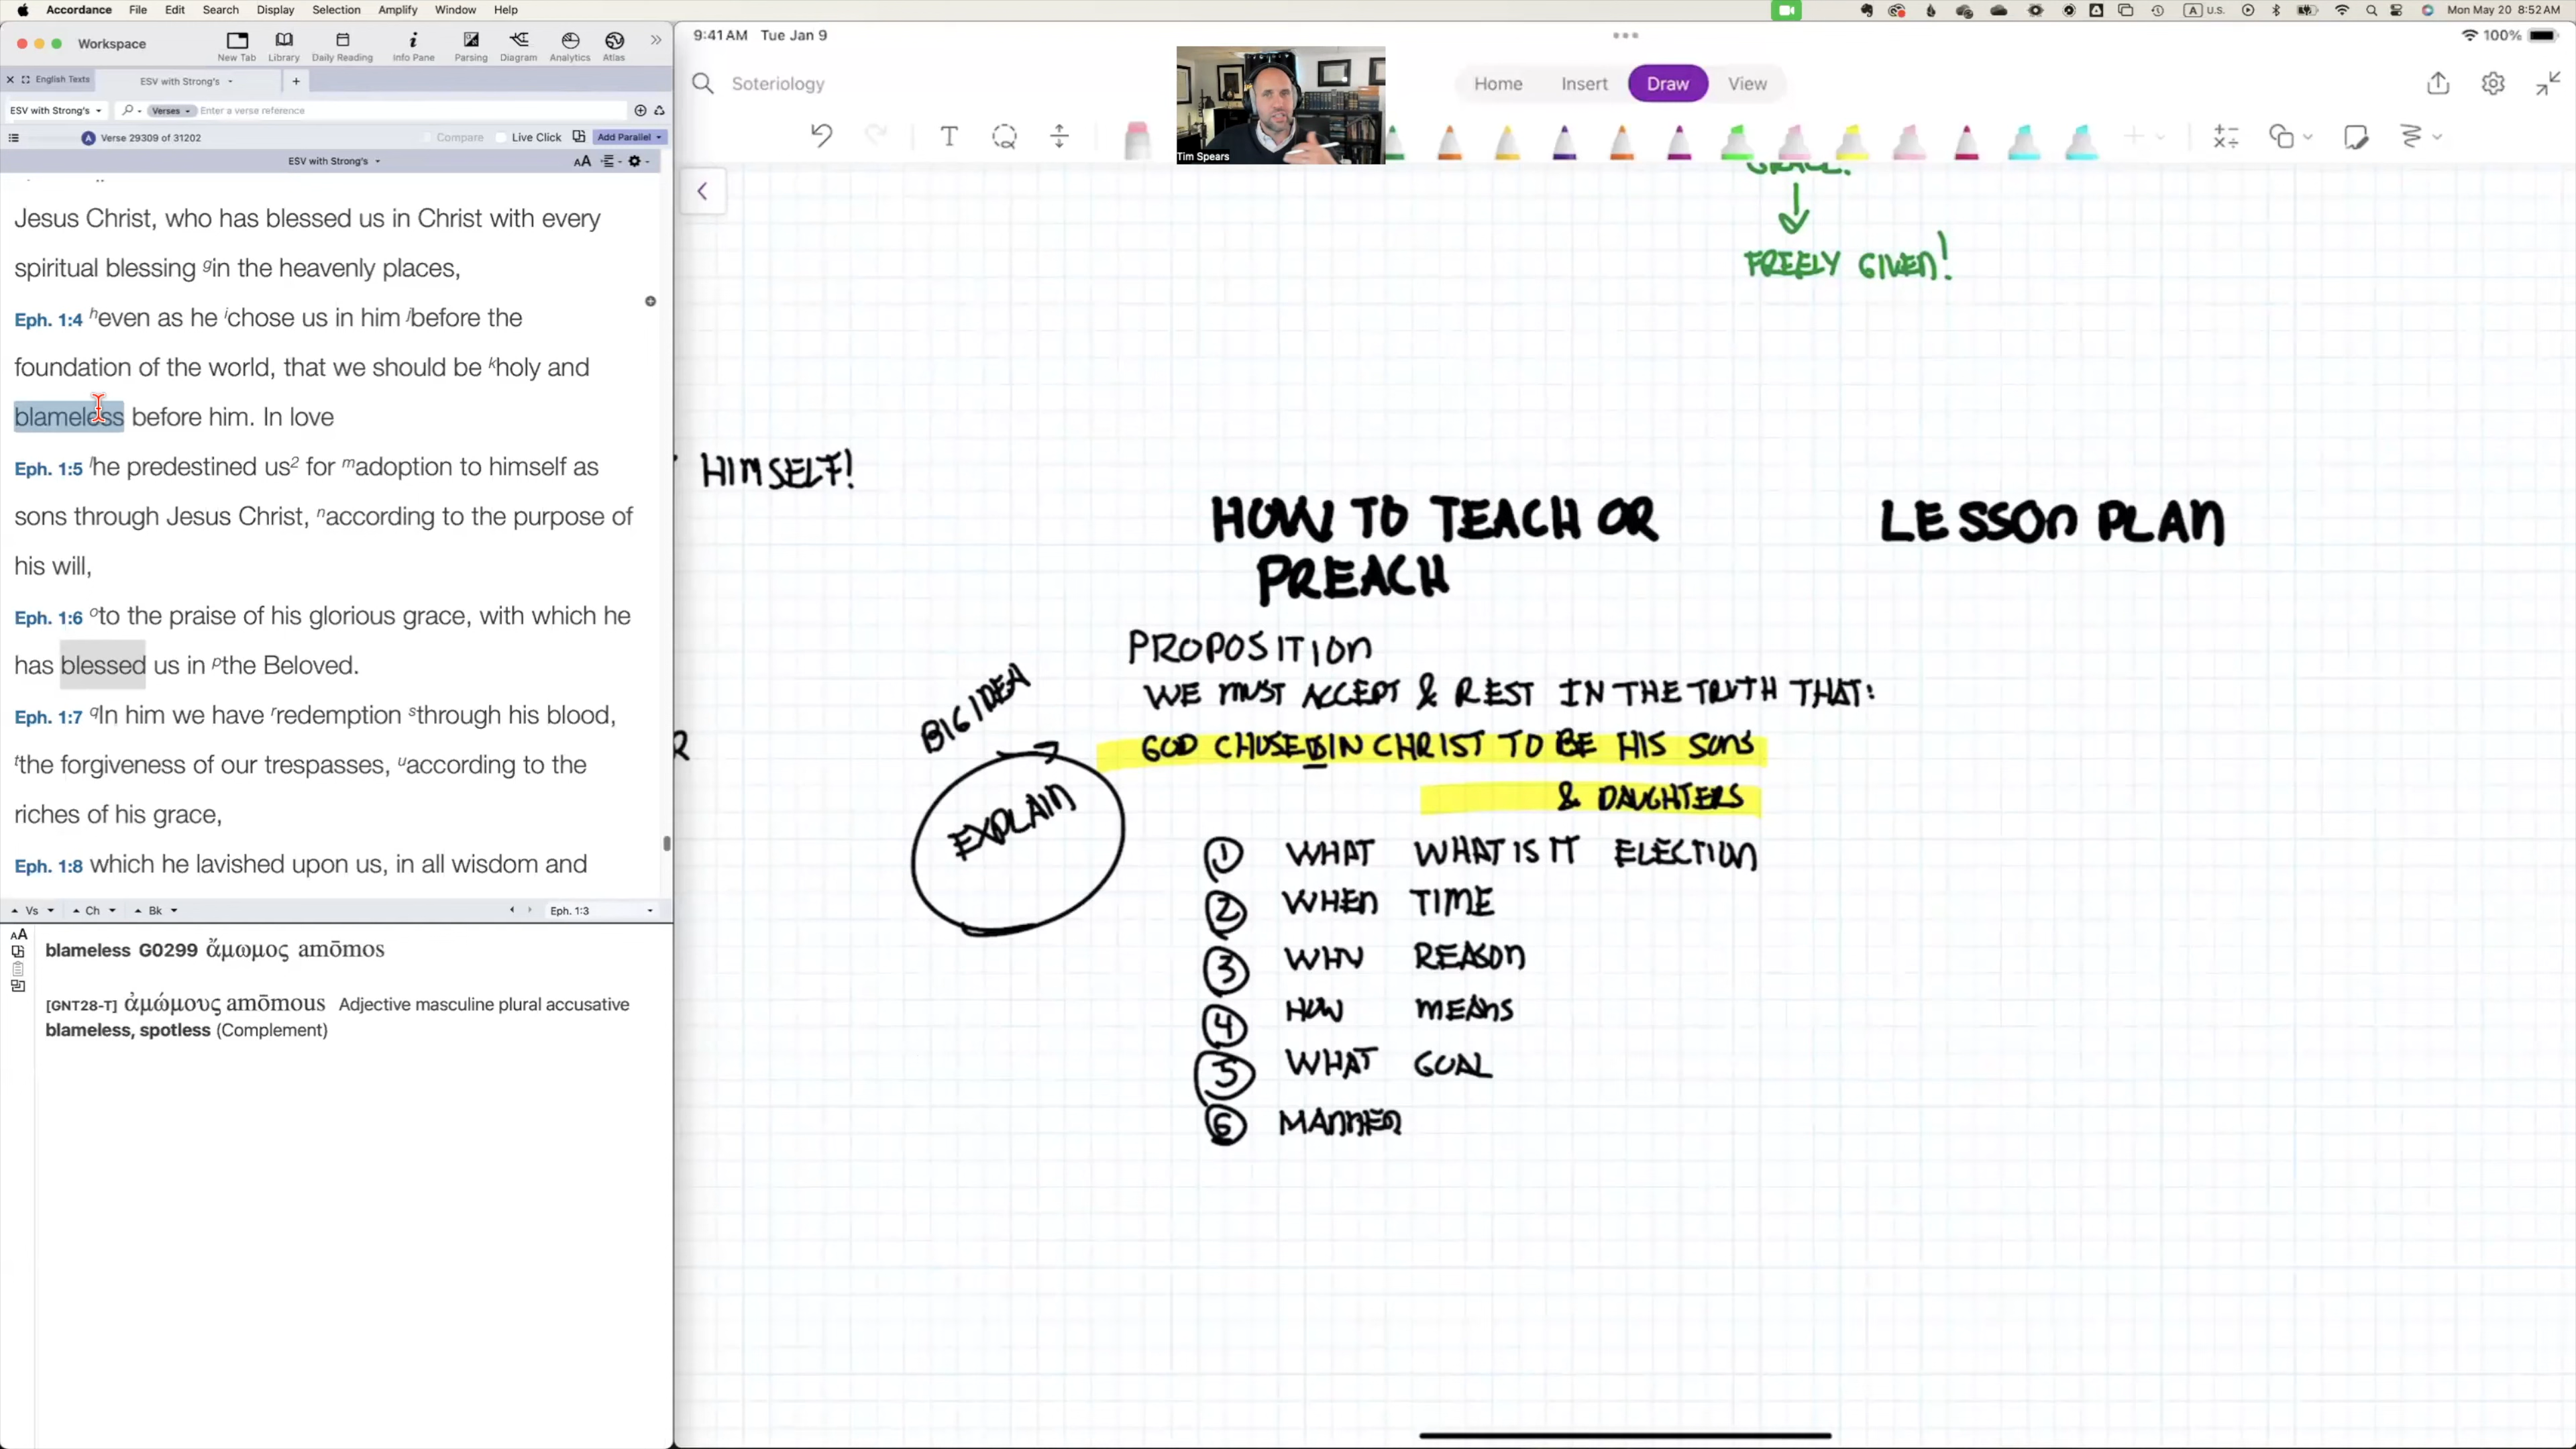 Accordance File Edit Search Display Selection Amplify Window Help
U.S.
Mon May 20 8:52 AM
Workspace
New Tab Library Daily Reading Info Pane Parsing Diagram Analytics Atlas
English Texts
ESV with Strong's
ESV with Strong's
Verses
Enter a verse reference
Verse 29309 of 31202
Compare
Live Click
Add Parallel
ESV with Strong's
AA
Jesus Christ, who has blessed us in Christ with every
spiritual blessing g in the heavenly places,
Eph. 1:4 h even as he i chose us in him j before the
foundation of the world, that we should be k holy and
blameless before him. In love
Eph. 1:5 l he predestined us2 for m adoption to himself as
sons through Jesus Christ, n according to the purpose of
his will,
Eph. 1:6 o to the praise of his glorious grace, with which he
has blessed us in p the Beloved.
Eph. 1:7 q In him we have r redemption s through his blood,
t the forgiveness of our trespasses, u according to the
riches of his grace,
Eph. 1:8 which he lavished upon us, in all wisdom and
Vs Ch Bk
Eph. 1:3
AA
blameless G0299 ἄμωμος amōmos
[GNT28-T] ἀμώμους amōmous Adjective masculine plural accusative
blameless, spotless (Complement)
9:41 AM Tue Jan 9
100%
Soteriology
Home Insert Draw View
Tim Spears
GRACE!
FREELY GIVEN!
HIMSELF!
R
HOW TO TEACH OR
PREACH
LESSON PLAN
PROPOSITION
WE MUST ACCEPT & REST IN THE TRUTH THAT:
GOD CHOSE US IN CHRIST TO BE HIS SONS
& DAUGHTERS
BIG IDEA
EXPLAIN
1 WHAT WHAT IS IT ELECTION
2 WHEN TIME
3 WHY REASON
4 HOW MEANS
5 WHAT GOAL
6 MANNER